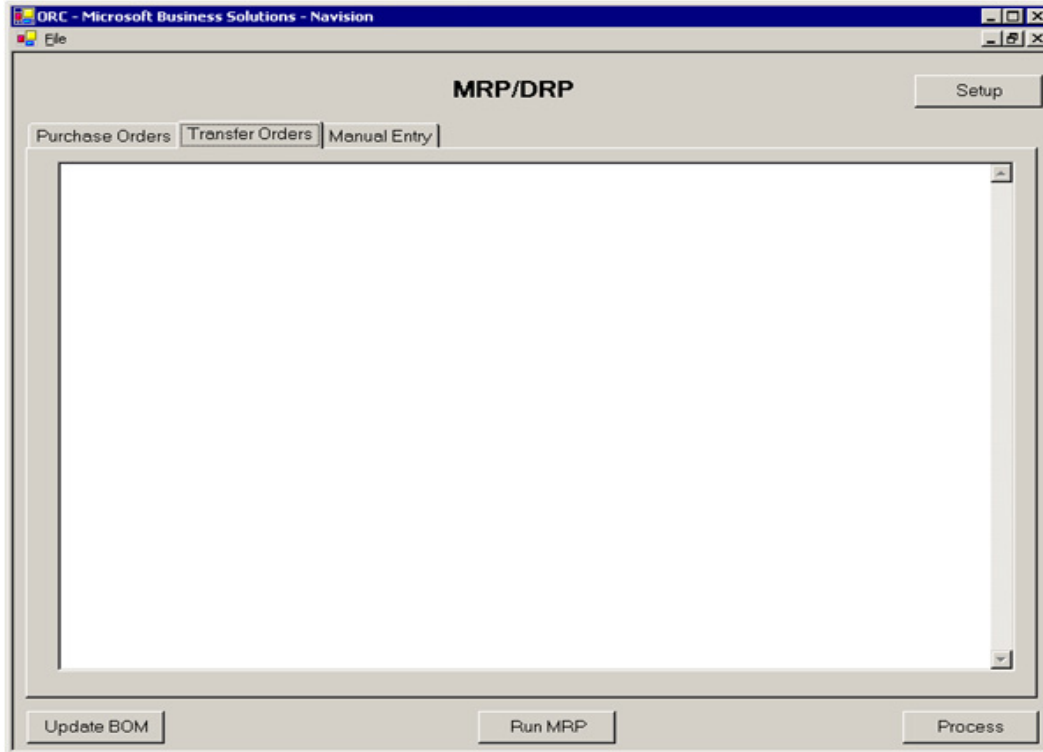 ORC - Microsoft Business Solutions - Navision
File
MRP/DRP
Setup
Purchase Orders
Transfer Orders
Manual Entry
Update BOM
Run MRP
Process